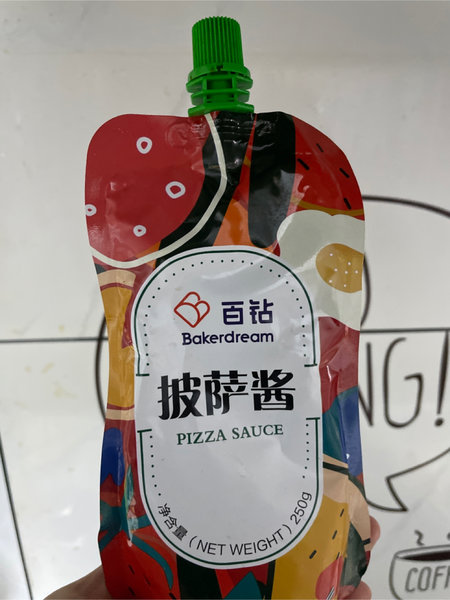 百钻
Bakerdream
披萨酱
PIZZA SAUCE
净含量(NET WEIGHT)250g
NG!
COFF